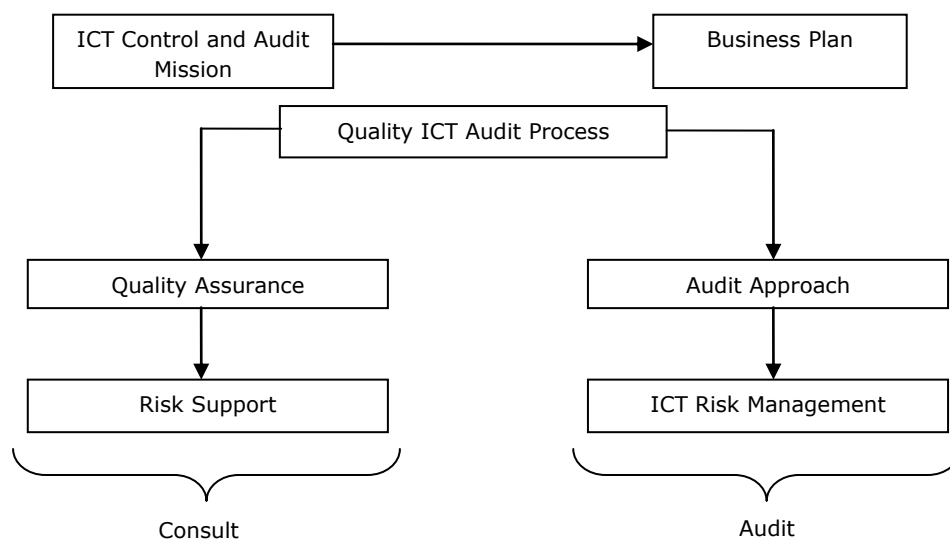 ICT Control and Audit
Mission
Business Plan
Quality ICT Audit Process
Quality Assurance
Audit Approach
Risk Support
ICT Risk Management
Consult
Audit